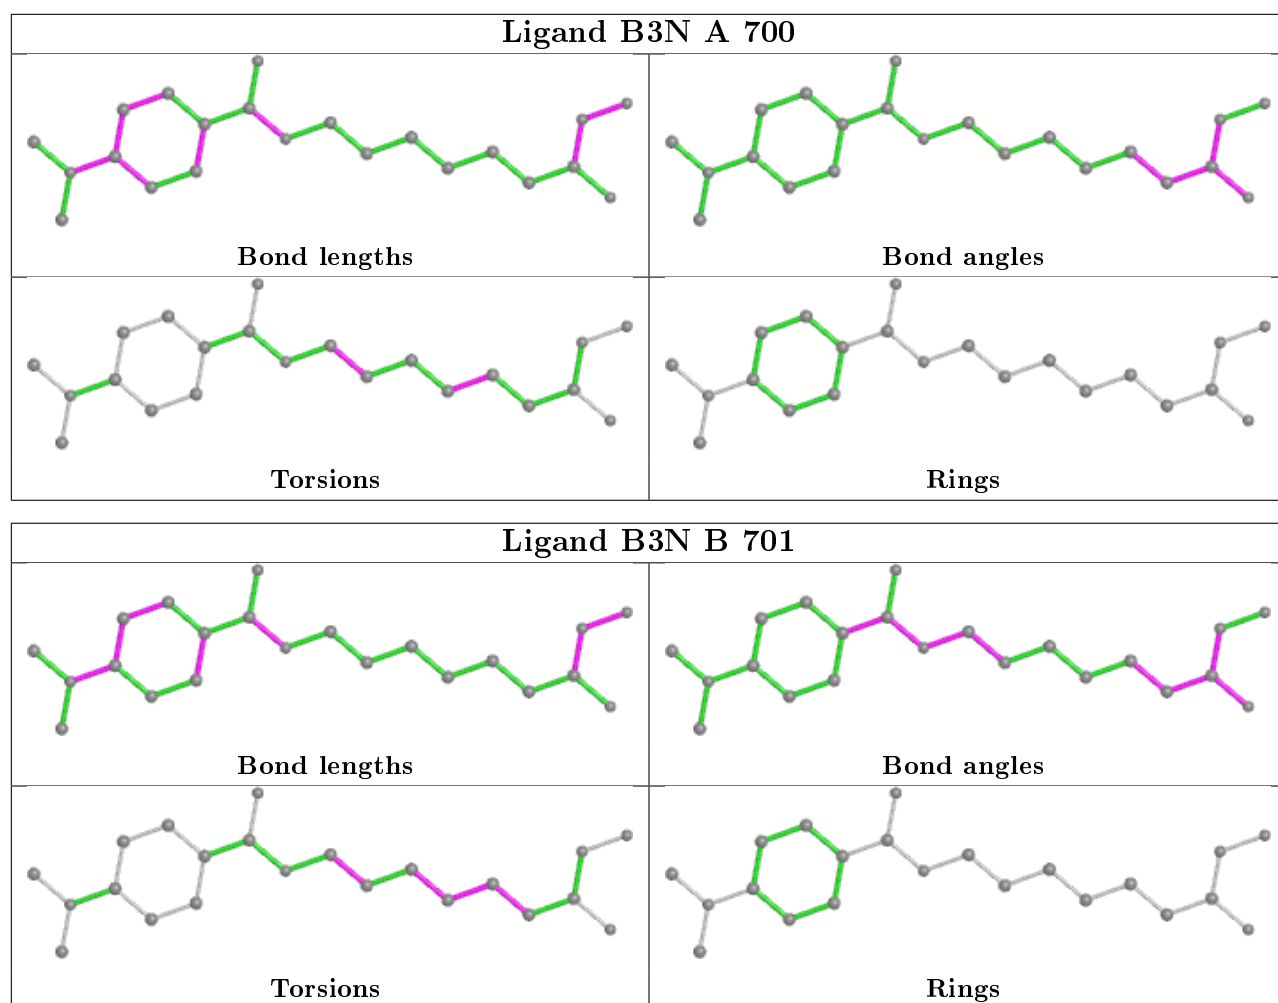 Ligand B3N A 700
Bond lengths
Bond angles
Torsions
Rings
Ligand B3N B 701
Bond lengths
Bond angles
Torsions
Rings